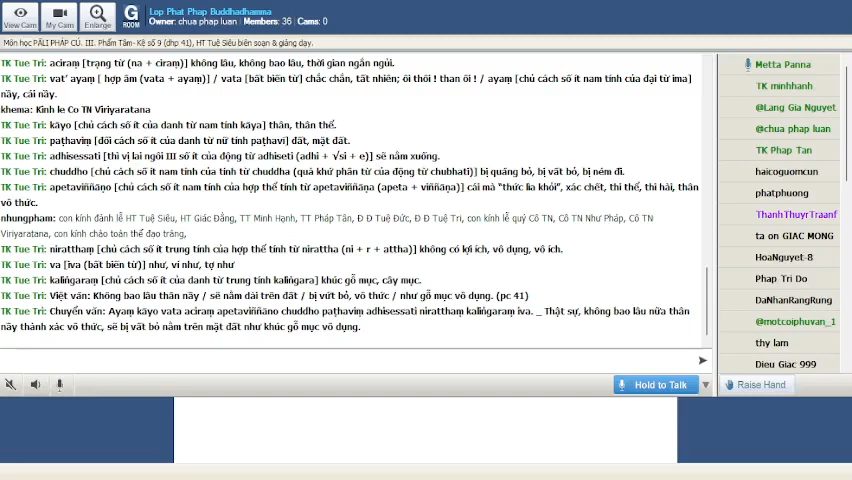 Lop Phat Phap Buddhadhamma
Owner: chua phap luan | Members: 36 | Cams: 0
View Cam
My Cam
Enlarge
G
ROOM
Môn học PĀLI PHÁP CÚ. III. Phẩm Tâm-Kệ số 9 (dhp 41), HT Tuệ Siêu biên soạn & giảng dạy.
TK Tue Tri: aciraṃ [trạng từ (na + ciraṃ)] không lâu, không bao lâu, thời gian ngắn ngủi.
TK Tue Tri: vat' ayaṃ [ hợp âm (vata + ayaṃ)] / vata [bất biến từ] chắc chắn, tất nhiên; ôi thôi ! than ôi ! / ayaṃ [chủ cách số ít nam tính của đại từ ima]
nầy, cái nầy.
khema: Kinh le Co TN Viriyaratana
TK Tue Tri: kāyo [chủ cách số ít của danh từ nam tính kāya] thân, thân thể.
TK Tue Tri: paṭhaviṃ [đối cách số ít của danh từ nữ tính paṭhavī] đất, mặt đất.
TK Tue Tri: adhisessati [thì vị lai ngôi III số ít của động từ adhiseti (adhi + √si + e)] sẽ nằm xuống.
TK Tue Tri: chuddho [chủ cách số ít nam tính của tính từ chuddha (quá khứ phân từ của động từ chubhati)] bị quăng bỏ, bị vất bỏ, bị ném đi.
TK Tue Tri: apetaviññāṇo [chủ cách số ít nam tính của hợp thể tính từ apetaviññāṇa (apeta + viññāṇa)] cái mà "thức lìa khỏi", xác chết, thi thể, thi hài, thân
vô thức.
nhungpham: con kính đảnh lễ HT Tuệ Siêu, HT Giác Đẳng, TT Minh Hạnh, TT Pháp Tân, Đ Đ Tuệ Đức, Đ Đ Tuệ Tri, con kính lễ quý Cô TN, Cô TN Như Pháp, Cô TN
Viriyaratana, con kính chào toàn thể đạo tràng,
TK Tue Tri: niratthaṃ [chủ cách số ít trung tính của hợp thể tính từ nirattha (ni + r + attha)] không có lợi ích, vô dụng, vô ích.
TK Tue Tri: va [iva (bất biến từ)] như, ví như, tợ như
TK Tue Tri: kaliṅgaraṃ [chủ cách số ít của danh từ trung tính kaliṅgara] khúc gỗ mục, cây mục.
TK Tue Tri: Việt văn: Không bao lâu thân nầy / sẽ nằm dài trên đất / bị vứt bỏ, vô thức / như gỗ mục vô dụng. (pc 41)
TK Tue Tri: Chuyển văn: Ayaṃ kāyo vata aciraṃ apetaviññāno chuddho paṭhaviṃ adhisessati niratthaṃ kaliṅgaraṃ iva. _ Thật sự, không bao lâu nữa thân
nầy thành xác vô thức, sẽ bị vất bỏ nằm trên mặt đất như khúc gỗ mục vô dụng.
Hold to Talk
Metta Panna
TK minhhanh
@Lang Gia Nguyet
@chua phap luan
TK Phap Tan
haicoguomcun
phatphuong
ThanhThuyrTraanf
ta on GIAC MONG
HoaNguyet-8
Phap Tri Do
DaNhanRangRung
@motcoiphuvan_1
thy lam
Dieu Giac 999
Raise Hand